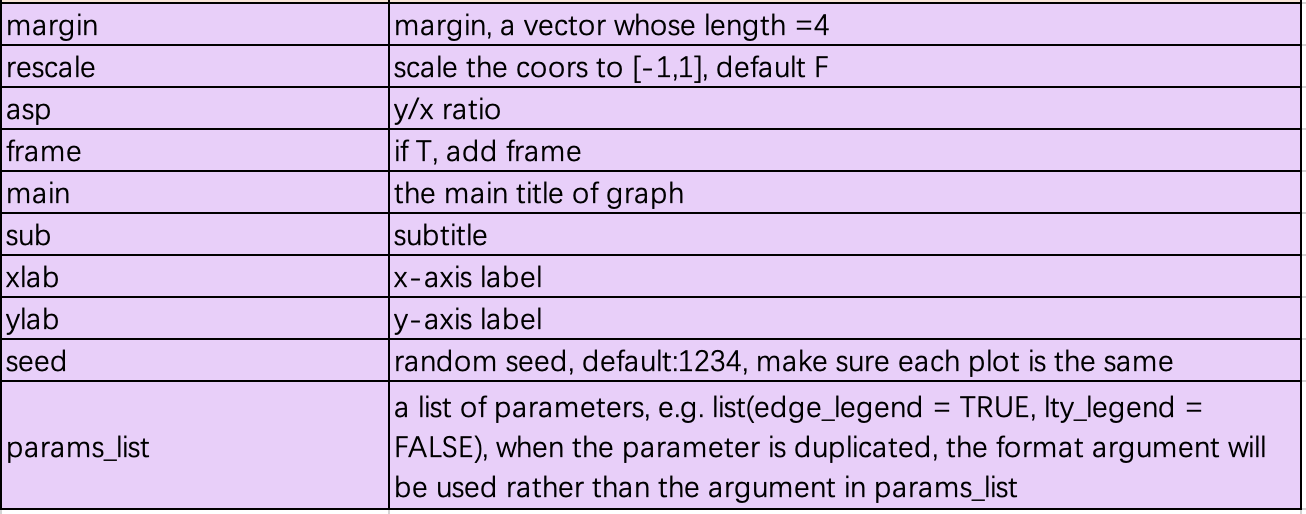 margin margin, a vector whose length =4
rescale scale the coors to [-1,1], default F
asp y/x ratio
frame if T, add frame
main the main title of graph
sub subtitle
xlab x-axis label
ylab y-axis label
seed random seed, default:1234, make sure each plot is the same
params_list a list of parameters, e.g. list(edge_legend = TRUE, lty_legend =
FALSE), when the parameter is duplicated, the format argument will
be used rather than the argument in params_list